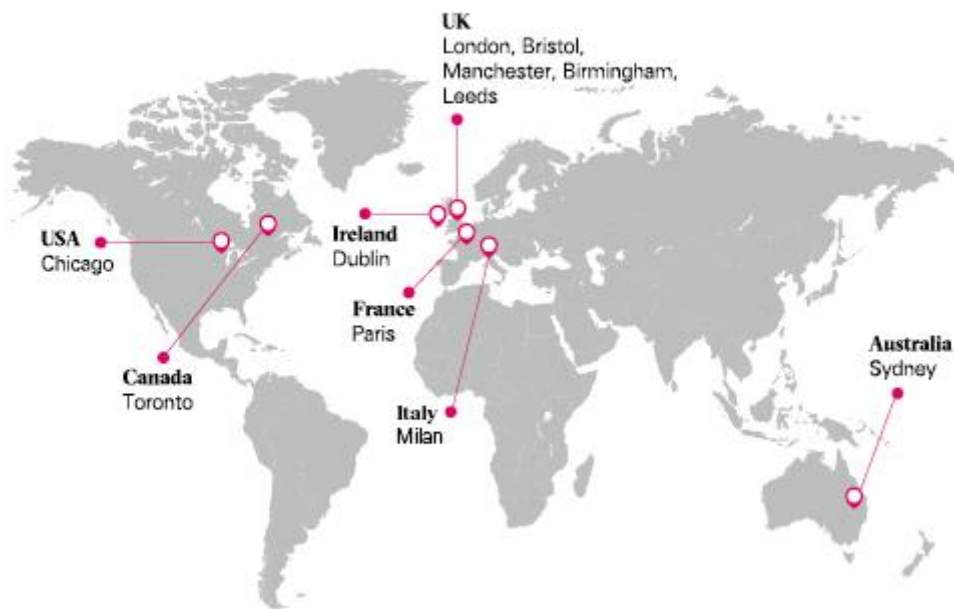 UK
London, Bristol,
Manchester, Birmingham,
Leeds
USA
Chicago
Ireland
Dublin
France
Paris
Canada
Toronto
Italy
Milan
Australia
Sydney